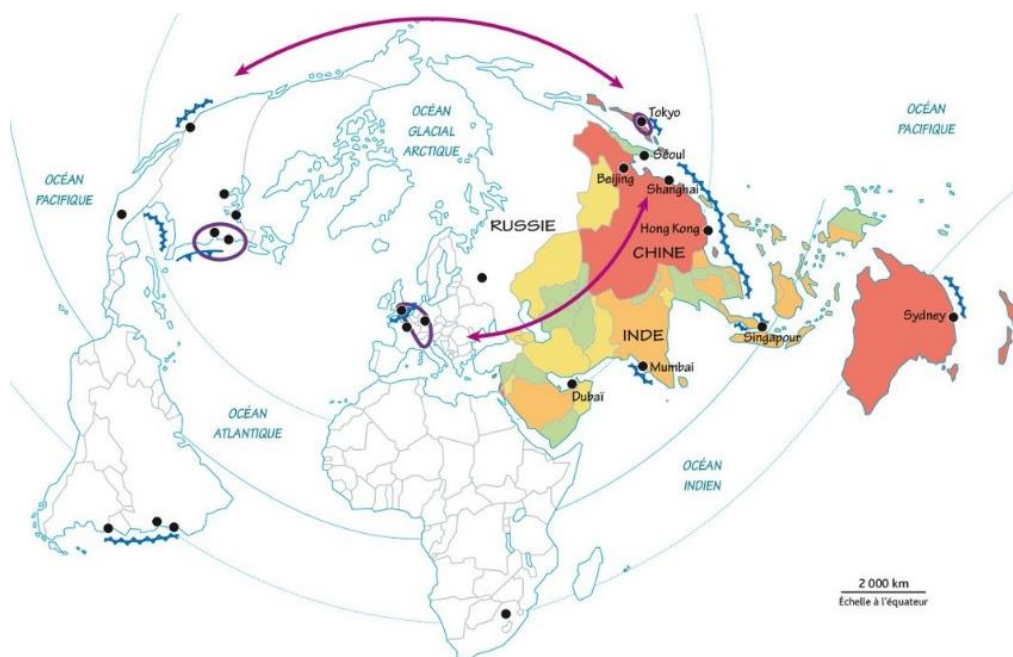 OCÉAN
GLACIAL
ARCTIQUE
Tokyo
OCÉAN
PACIFIQUE
Séoul
Beijing
Shanghai
OCÉAN
PACIFIQUE
RUSSIE
Hong Kong
CHINE
Sydney
INDE
Singapour
Mumbai
Dubaï
OCÉAN
ATLANTIQUE
OCÉAN
INDIEN
2 000 km
Échelle à l'équateur